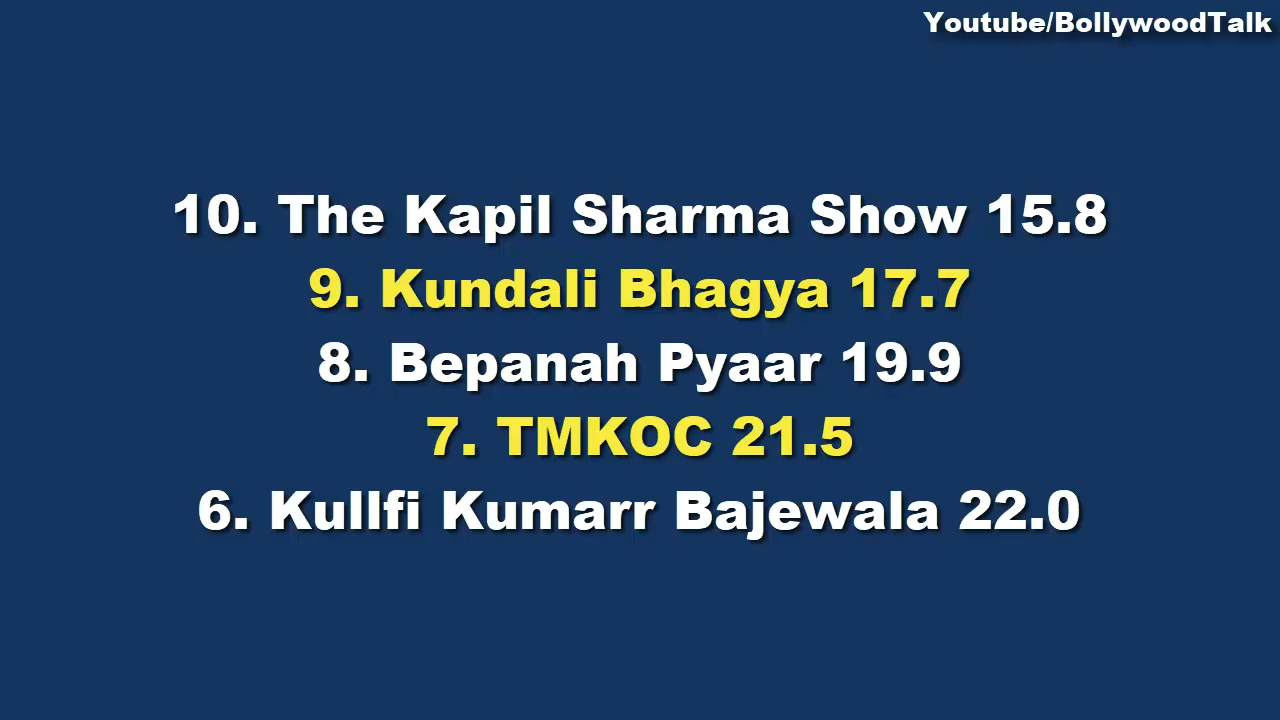 Youtube/BollywoodTalk
10. The Kapil Sharma Show 15.8
9. Kundali Bhagya 17.7
8. Bepanah Pyaar 19.9
7. TMKOC 21.5
6. Kullfi Kumarr Bajewala 22.0